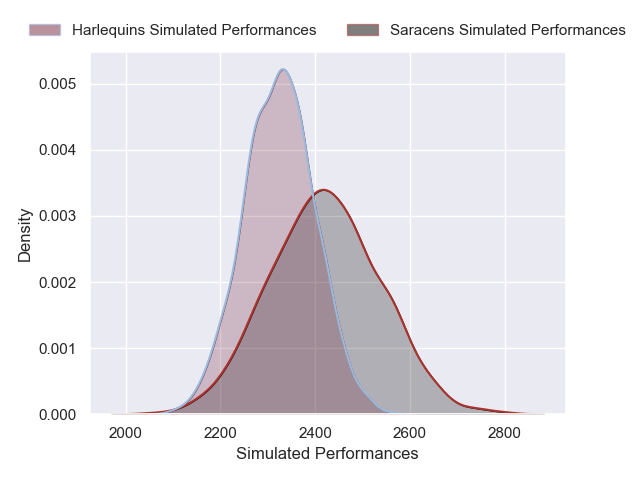 Harlequins Simulated Performances Saracens Simulated Performances
0.005
0.004
0.003
0.002
0.001
0.000
Density
2000 2200 2400 2600 2800
Simulated Performances